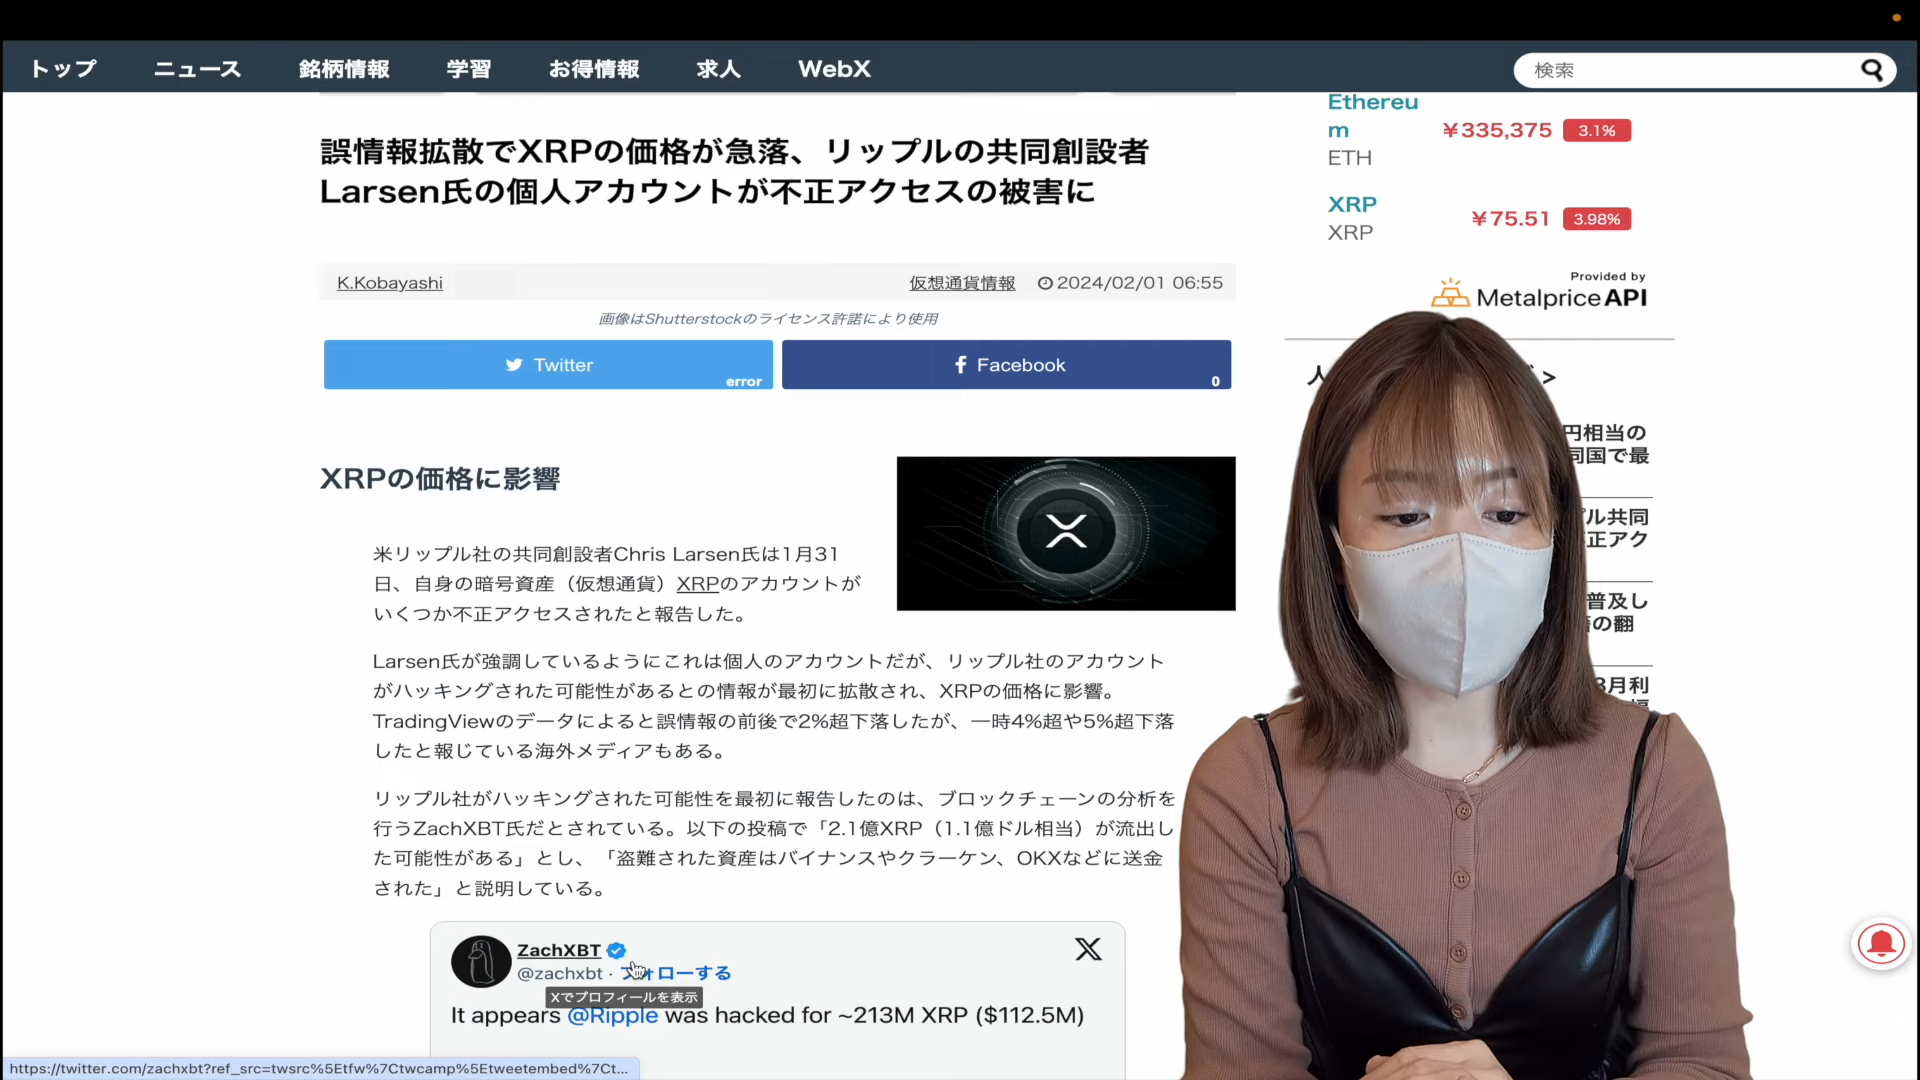 トップ ニュース 銘柄情報 学習 お得情報 求人 WebX 検索
誤情報拡散でXRPの価格が急落、リップルの共同創設者
Larsen氏の個人アカウントが不正アクセスの被害に
K.Kobayashi 仮想通貨情報 2024/02/01 06:55
画像はShutterstockのライセンス許諾により使用
Twitter error
Facebook 0
XRPの価格に影響
米リップル社の共同創設者Chris Larsen氏は1月31
日、自身の暗号資産（仮想通貨）XRPのアカウントが
いくつか不正アクセスされたと報告した。
Larsen氏が強調しているようにこれは個人のアカウントだが、リップル社のアカウント
がハッキングされた可能性があるとの情報が最初に拡散され、XRPの価格に影響。
TradingViewのデータによると誤情報の前後で2%超下落したが、一時4%超や5%超下落
したと報じている海外メディアもある。
リップル社がハッキングされた可能性を最初に報告したのは、ブロックチェーンの分析を
行うZachXBT氏だとされている。以下の投稿で「2.1億XRP（1.1億ドル相当）が流出し
た可能性がある」とし、「盗難された資産はバイナンスやクラーケン、OKXなどに送金
された」と説明している。
ZachXBT
@zachxbt · フォローする
Xでプロフィールを表示
It appears @Ripple was hacked for ~213M XRP ($112.5M)
https://twitter.com/zachxbt?ref_src=twsrc%5Etfw%7Ctwcamp%5Etweetembed%7Ct...
Ethereu
m
ETH
¥335,375 3.1%
XRP
XRP
¥75.51 3.98%
Provided by
Metalprice API
人 >
円相当の
同国で最
ル共同
正アク
普及し
の翻
3月利